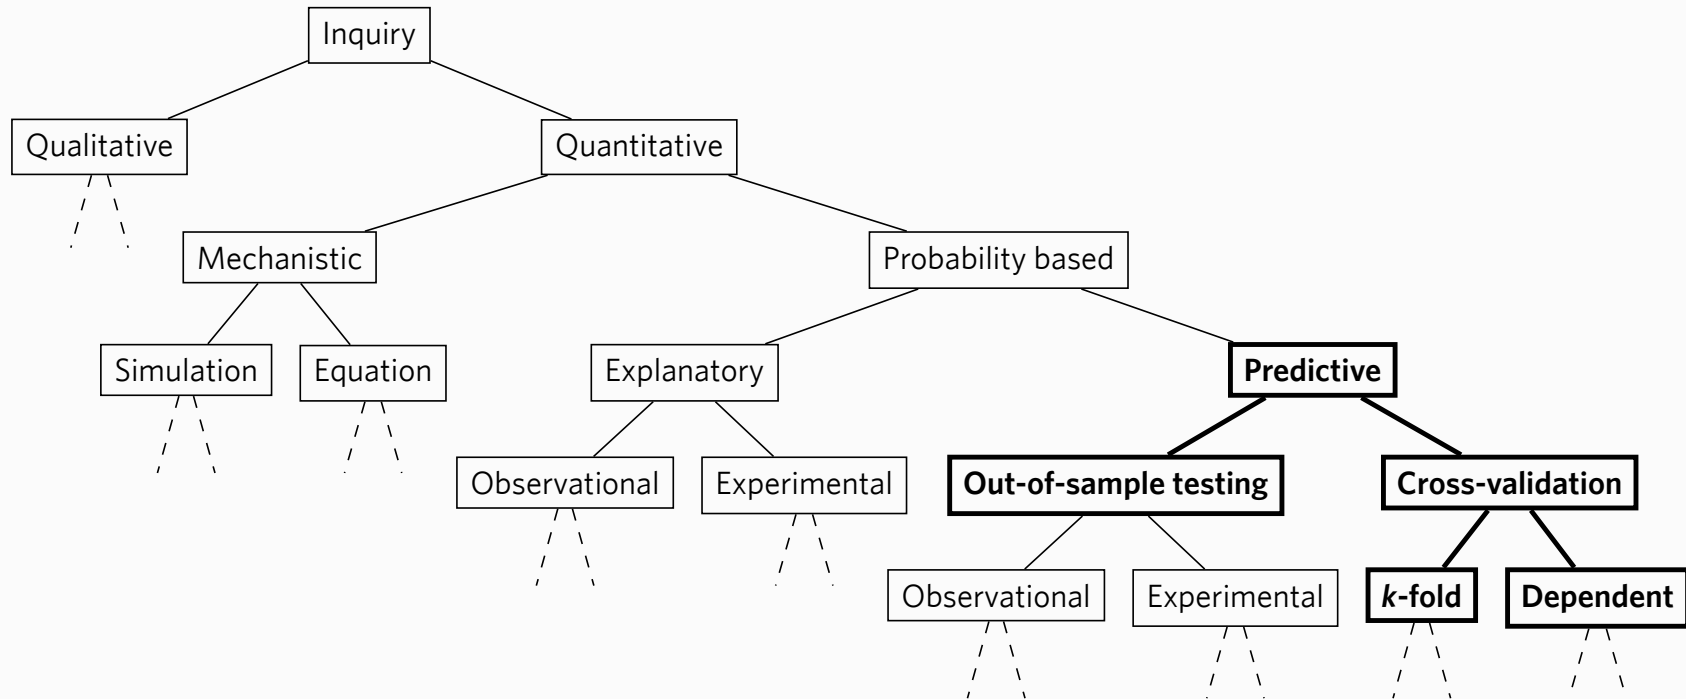 Inquiry
Qualitative
Quantitative
Mechanistic
Probability based
Simulation
Equation
Explanatory
Predictive
Observational
Experimental
Out-of-sample testing
Cross-validation
Observational
Experimental
k-fold
Dependent